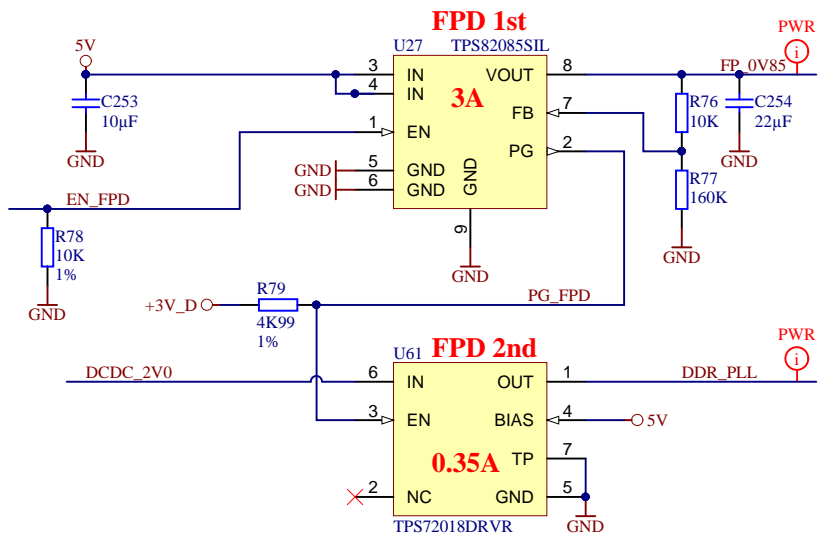 FPD 1st
PWR
5V
U27
TPS82085SIL
i
3
IN
VOUT
8
FP_0V85
C253
10µF
4
IN
3A
R76
10K
C254
22µF
FB
7
1
EN
PG
2
GND
GND
GND
5
GND
R77
160K
GND
6
GND
GND
EN_FPD
9
R78
10K
1%
GND
GND
GND
R79
+3V_D
4K99
1%
PG_FPD
PWR
U61
FPD 2nd
i
DCDC_2V0
6
IN
OUT
1
DDR_PLL
3
EN
BIAS
4
5V
0.35A
TP
7
2
NC
GND
5
TPS72018DRVR
GND